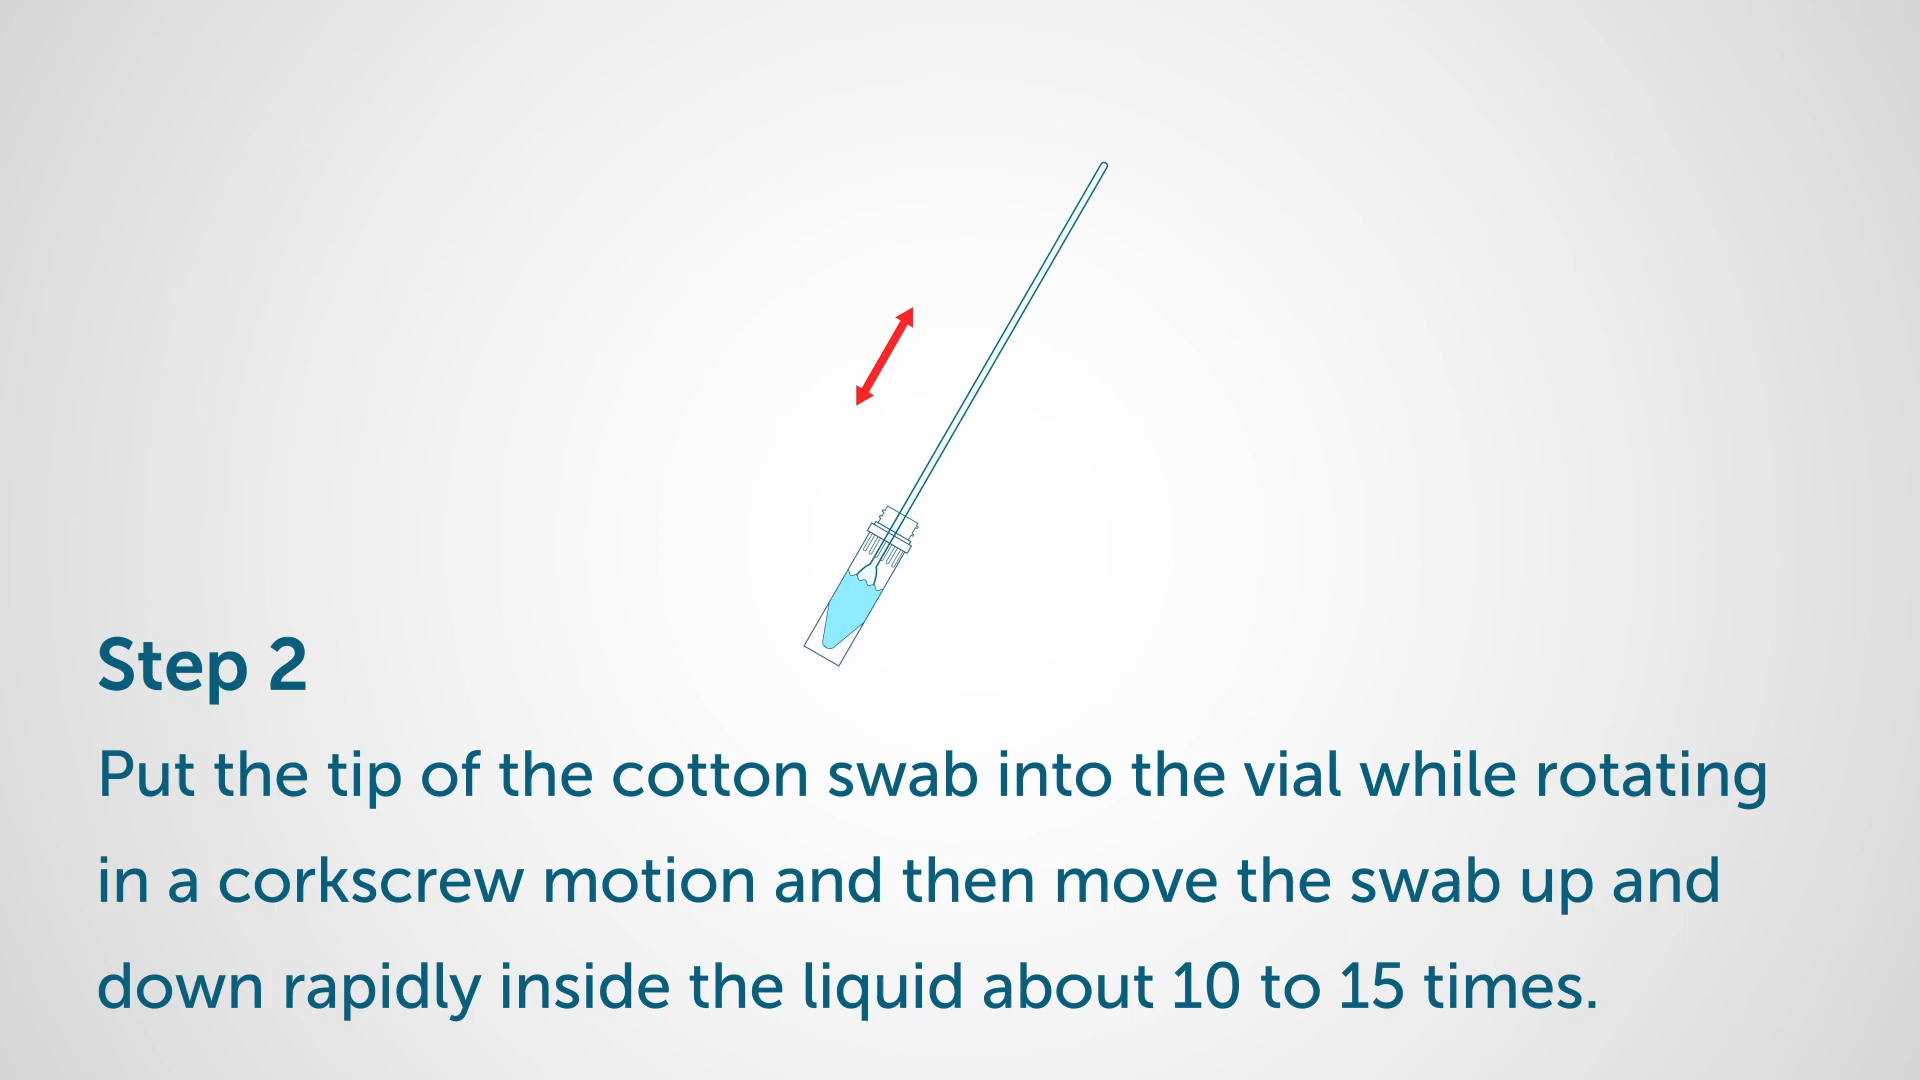 Step 2
Put the tip of the cotton swab into the vial while rotating
in a corkscrew motion and then move the swab up and
down rapidly inside the liquid about 10 to 15 times.